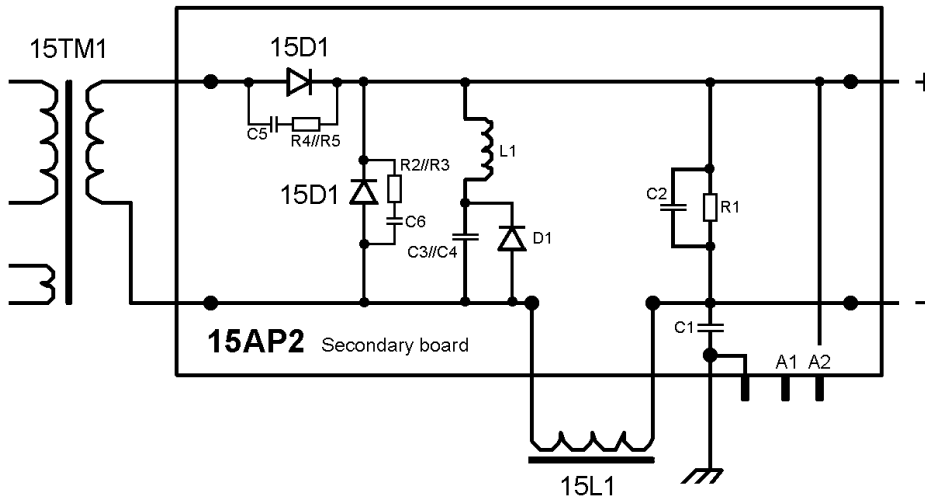 15TM1
15D1
+
C5
R4//R5
L1
R2//R3
15D1
C6
C2
R1
C3//C4
D1
-
15AP2 Secondary board
C1
A1 A2
15L1